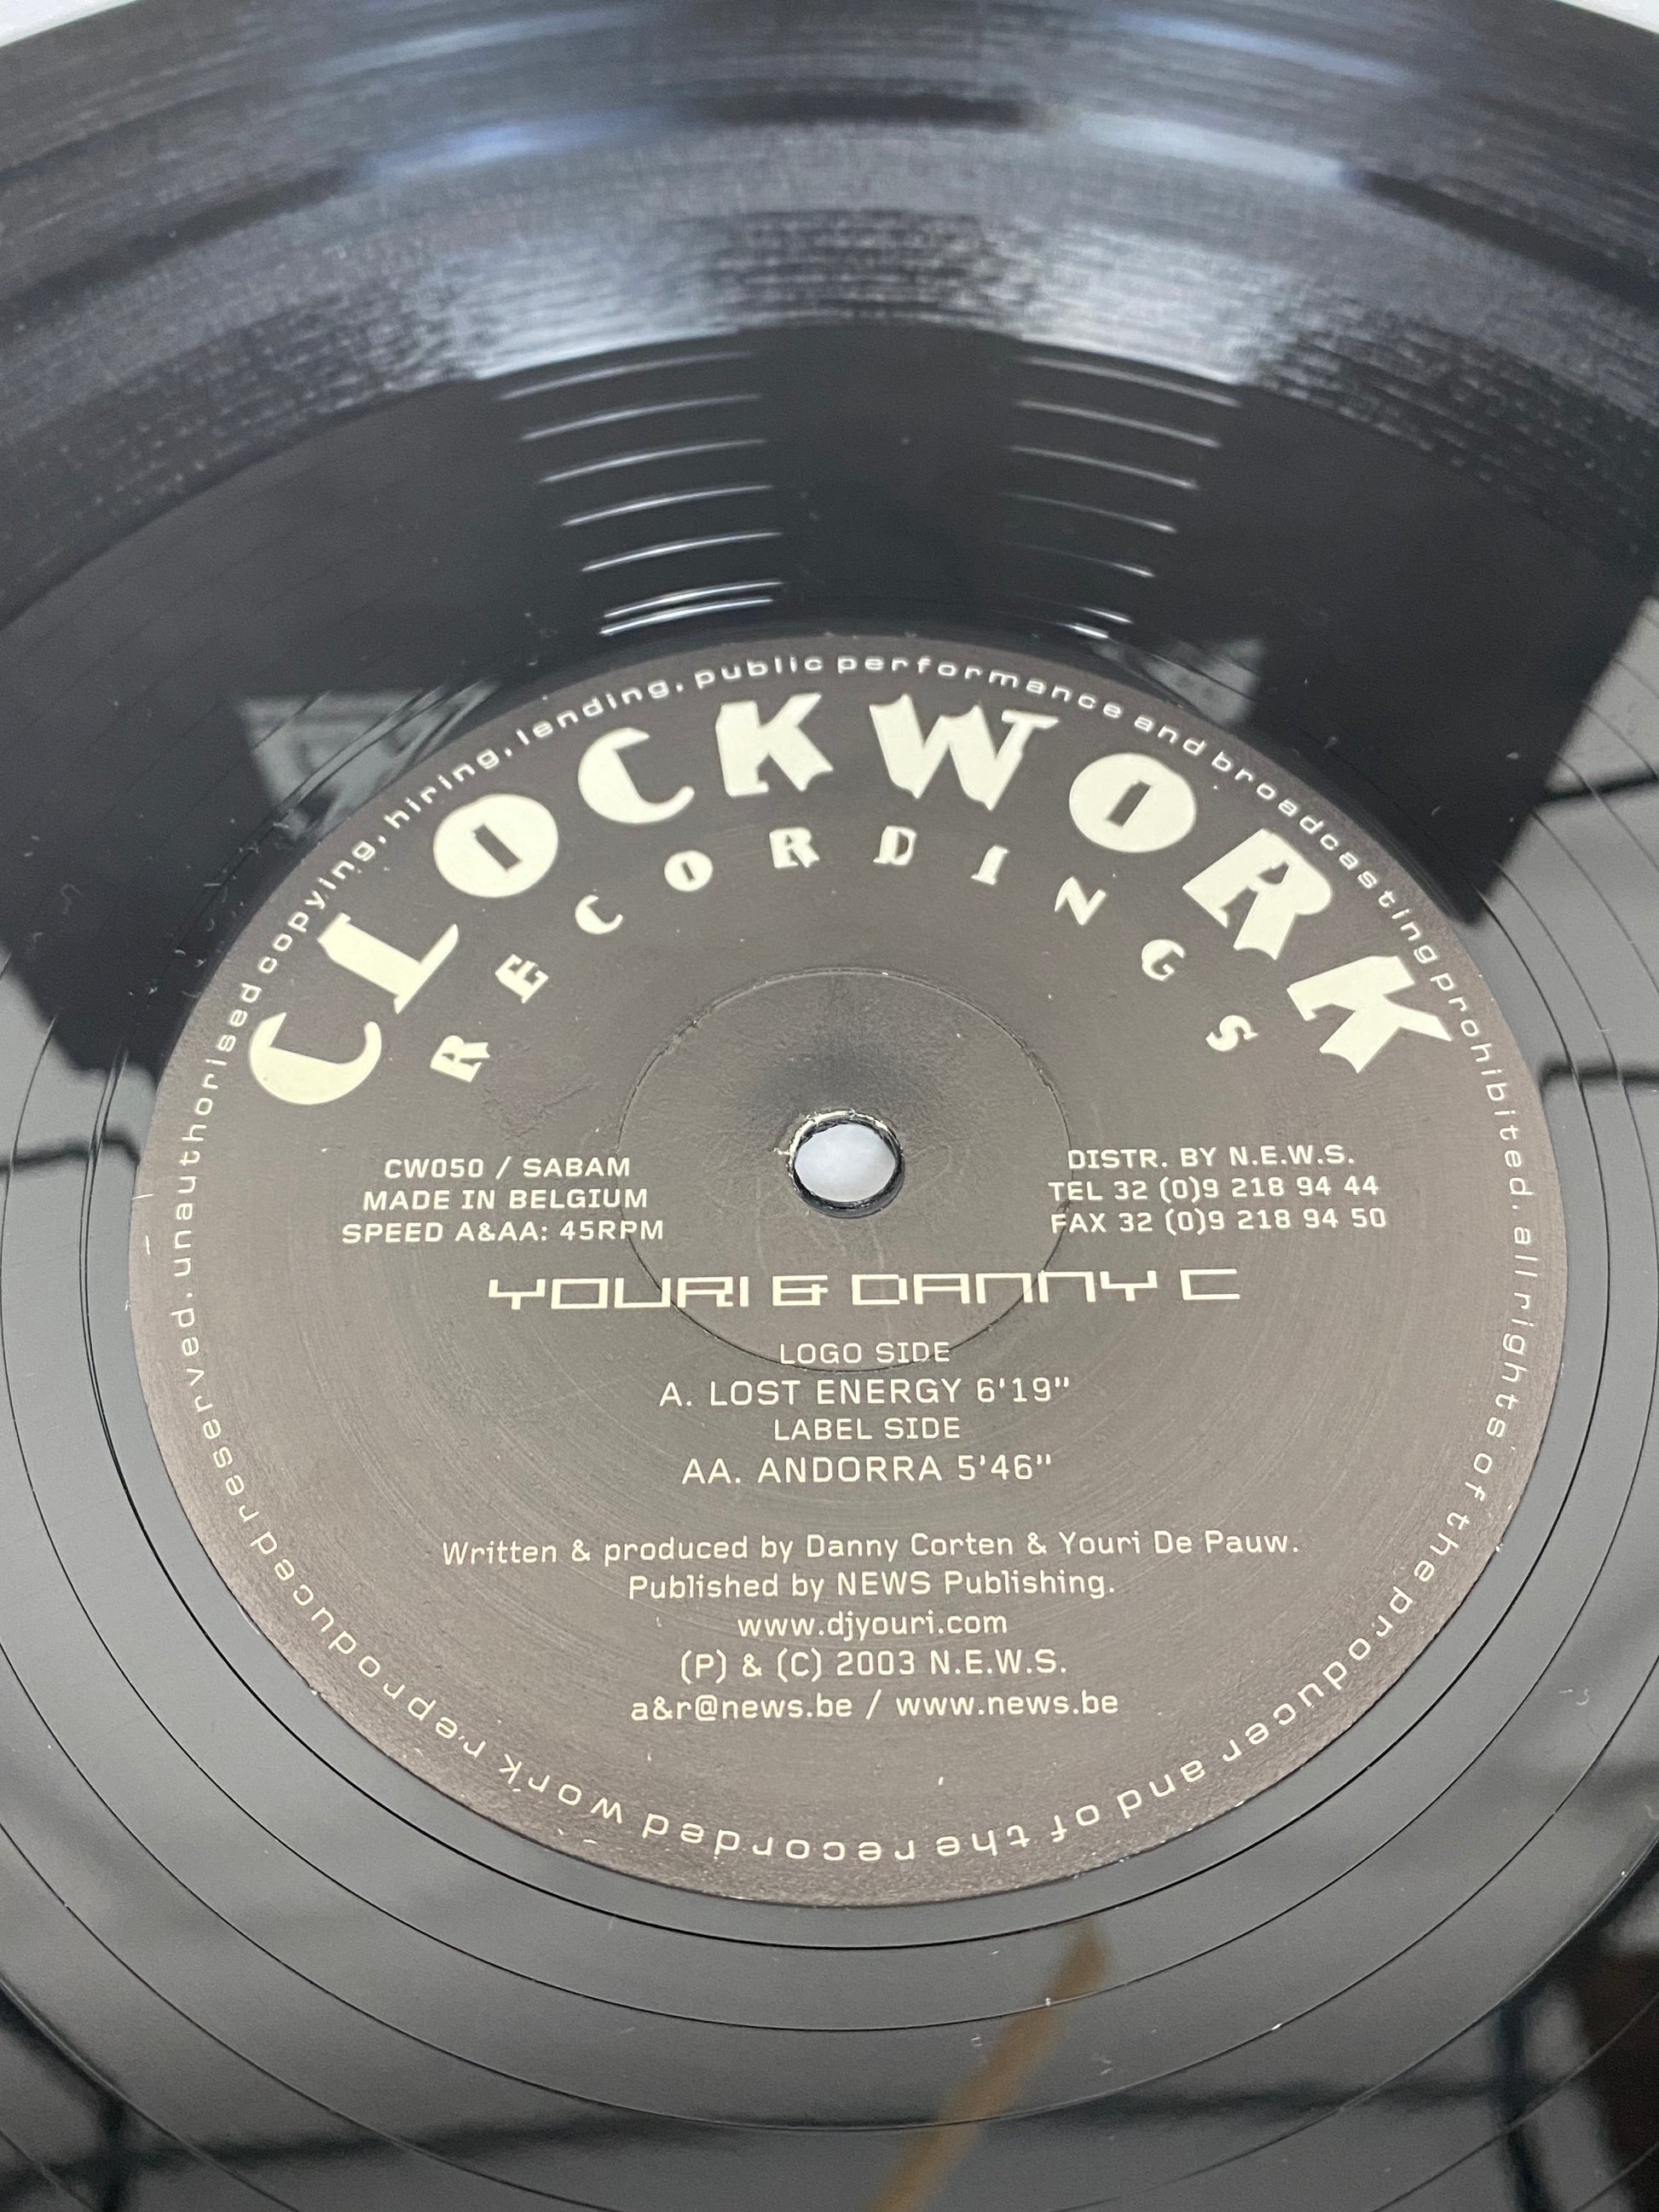 CLOCKWORK
RECORDINGS
CW050 / SABAM
MADE IN BELGIUM
SPEED A&AA: 45RPM
DISTR. BY N.E.W.S.
TEL 32 (0)9 218 94 44
FAX 32 (0)9 218 94 50
YOURI & DANNY C
LOGO SIDE
A. LOST ENERGY 6'19"
LABEL SIDE
AA. ANDORRA 5'46"
Written & produced by Danny Corten & Youri De Pauw.
Published by NEWS Publishing.
www.djyouri.com
(P) & (C) 2003 N.E.W.S.
a&r@news.be / www.news.be
unauthorised copying, hiring, lending, public performance and broadcasting prohibited. all rights of the producer and of the recorded work reproduced reserved.